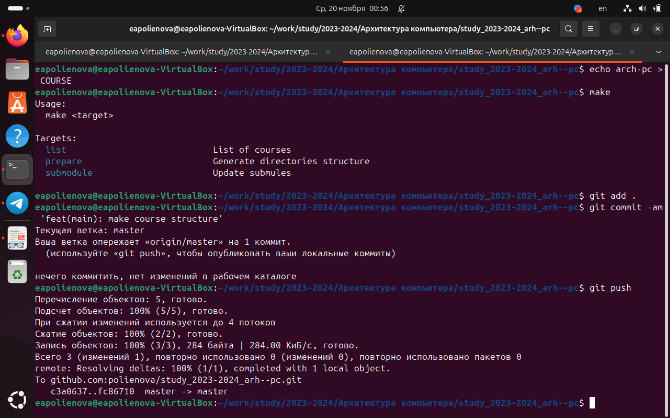 Ср, 20 ноября 00:56
en
eapolienova@eapolienova-VirtualBox: ~/work/study/2023-2024/Архитектура компьютера/study_2023-2024_arh--pc
eapolienova@eapolienova-VirtualBox: ~/work/study/2023-2024/Архитектур...
eapolienova@eapolienova-VirtualBox: ~/work/study/2023-2024/Архитектур...
eapolienova@eapolienova-VirtualBox:~/work/study/2023-2024/Архитектура компьютера/study_2023-2024_arh--pc$ echo arch-pc >
COURSE
eapolienova@eapolienova-VirtualBox:~/work/study/2023-2024/Архитектура компьютера/study_2023-2024_arh--pc$ make
Usage:
make <target>
Targets:
list List of courses
prepare Generate directories structure
submodule Update submules
eapolienova@eapolienova-VirtualBox:~/work/study/2023-2024/Архитектура компьютера/study_2023-2024_arh--pc$ git add .
eapolienova@eapolienova-VirtualBox:~/work/study/2023-2024/Архитектура компьютера/study_2023-2024_arh--pc$ git commit -am
'feat(main): make course structure'
Текущая ветка: master
Ваша ветка опережает «origin/master» на 1 коммит.
(используйте «git push», чтобы опубликовать ваши локальные коммиты)
нечего коммитить, нет изменений в рабочем каталоге
eapolienova@eapolienova-VirtualBox:~/work/study/2023-2024/Архитектура компьютера/study_2023-2024_arh--pc$ git push
Перечисление объектов: 5, готово.
Подсчет объектов: 100% (5/5), готово.
При сжатии изменений используется до 4 потоков
Сжатие объектов: 100% (2/2), готово.
Запись объектов: 100% (3/3), 284 байта | 284.00 КиБ/с, готово.
Всего 3 (изменений 1), повторно использовано 0 (изменений 0), повторно использовано пакетов 0
remote: Resolving deltas: 100% (1/1), completed with 1 local object.
To github.com:polienova/study_2023-2024_arh--pc.git
c3a0637..fc86710 master -> master
eapolienova@eapolienova-VirtualBox:~/work/study/2023-2024/Архитектура компьютера/study_2023-2024_arh--pc$